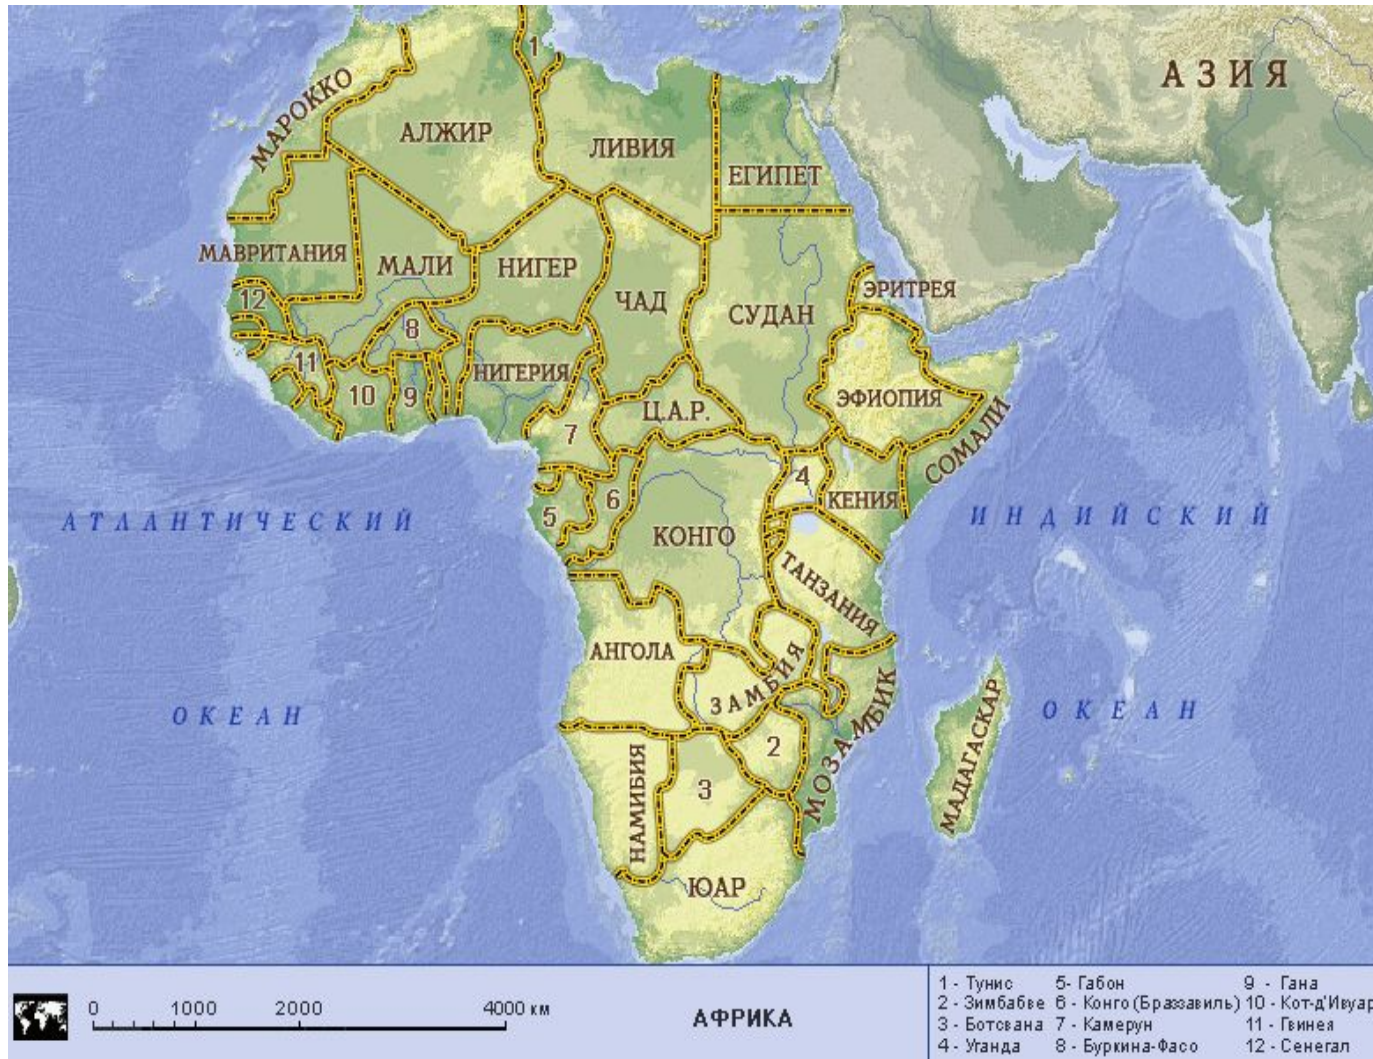 АЗИЯ
1
МАРОККО
АЛЖИР
ЛИВИЯ
ЕГИПЕТ
МАВРИТАНИЯ
МАЛИ
НИГЕР
ЧАД
СУДАН
ЭРИТРЕЯ
12
8
11
10
9
НИГЕРИЯ
Ц.А.Р.
ЭФИОПИЯ
СОМАЛИ
7
4
КЕНИЯ
6
5
КОНГО
АТЛАНТИЧЕСКИЙ
ИНДИЙСКИЙ
ТАНЗАНИЯ
АНГОЛА
ЗАМБИЯ
МОЗАМБИК
МАДАГАСКАР
ОКЕАН
ОКЕАН
2
3
НАМИБИЯ
ЮАР
0 1000 2000 4000 км
АФРИКА
1 - Тунис 5- Габон 9 - Гана
2 - Зимбабве 6 - Конго (Браззавиль) 10 - Кот-д'Ивуар
3 - Ботсвана 7 - Камерун 11 - Гвинея
4 - Уганда 8 - Буркина-Фасо 12 - Сенегал